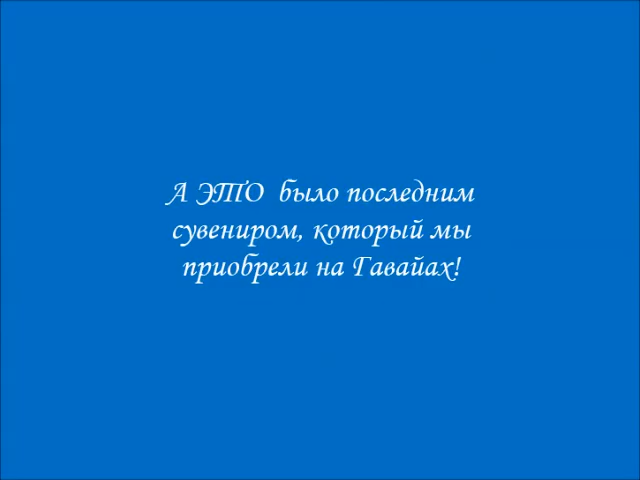 А ЭТО было последним
сувениром, который мы
приобрели на Гавайах!